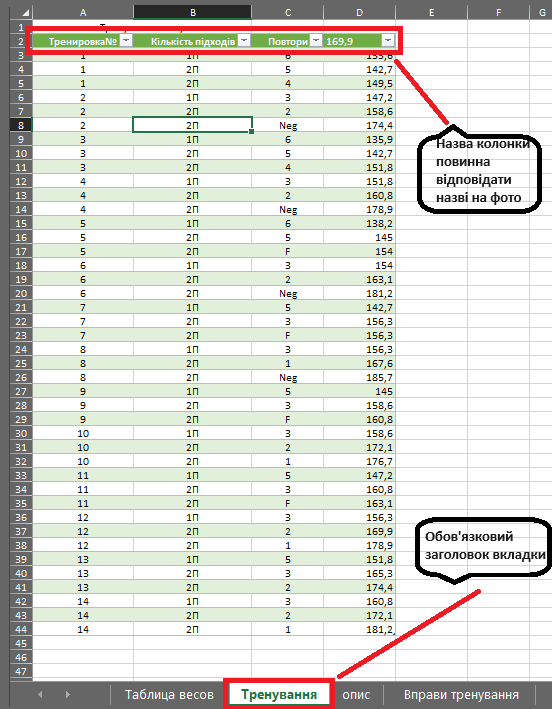 A B C D E F G
1
2 Тренировка№ Кількість підходів Повтори 169,9
3 1 1П 6
4 1 2П 5 142,7
5 1 2П 4 149,5
6 2 1П 3 147,2
7 2 2П 2 158,6
8 2 2П Neg 174,4
9 3 1П 6 135,9
10 3 2П 5 142,7
11 3 2П 4 151,8
12 4 1П 3 151,8
13 4 2П 2 160,8
14 4 2П Neg 178,9
15 5 1П 6 138,2
16 5 2П 5 145
17 5 2П F 154
18 6 1П 3 154
19 6 2П 2 163,1
20 6 2П Neg 181,2
21 7 1П 5 142,7
22 7 2П 3 156,3
23 7 2П F 156,3
24 8 1П 3 156,3
25 8 2П 1 167,6
26 8 2П Neg 185,7
27 9 1П 5 145
28 9 2П 3 158,6
29 9 2П F 160,8
30 10 1П 3 158,6
31 10 2П 2 172,1
32 10 2П 1 176,7
33 11 1П 5 147,2
34 11 2П 3 160,8
35 11 2П F 163,1
36 12 1П 3 156,3
37 12 2П 2 169,9
38 12 2П 1 178,9
39 13 1П 5 151,8
40 13 2П 3 165,3
41 13 2П 2 174,4
42 14 1П 3 160,8
43 14 2П 2 172,1
44 14 2П 1 181,2
45
46
47
Назва колонки
повинна
відповідати
назві на фото
Обов'язковий
заголовок вкладки
Таблица весов Тренування опис Вправи тренування